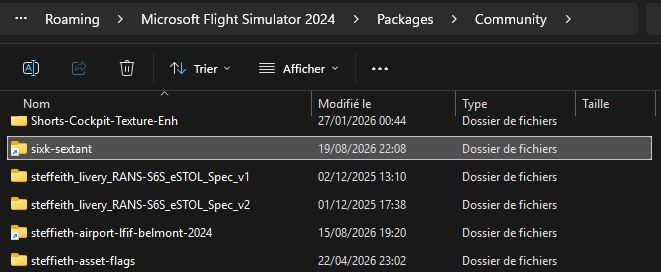 ... Roaming > Microsoft Flight Simulator 2024 > Packages > Community >
Trier Afficher ...
Nom Modifié le Type Taille
Shorts-Cockpit-Texture-Enh 27/01/2026 00:44 Dossier de fichiers
sixk-sextant 19/08/2026 22:08 Dossier de fichiers
steffeith_livery_RANS-S6S_eSTOL_Spec_v1 02/12/2025 13:10 Dossier de fichiers
steffeith_livery_RANS-S6S_eSTOL_Spec_v2 01/12/2025 17:38 Dossier de fichiers
steffieth-airport-lfif-belmont-2024 15/08/2026 19:20 Dossier de fichiers
steffieth-asset-flags 22/04/2026 23:02 Dossier de fichiers